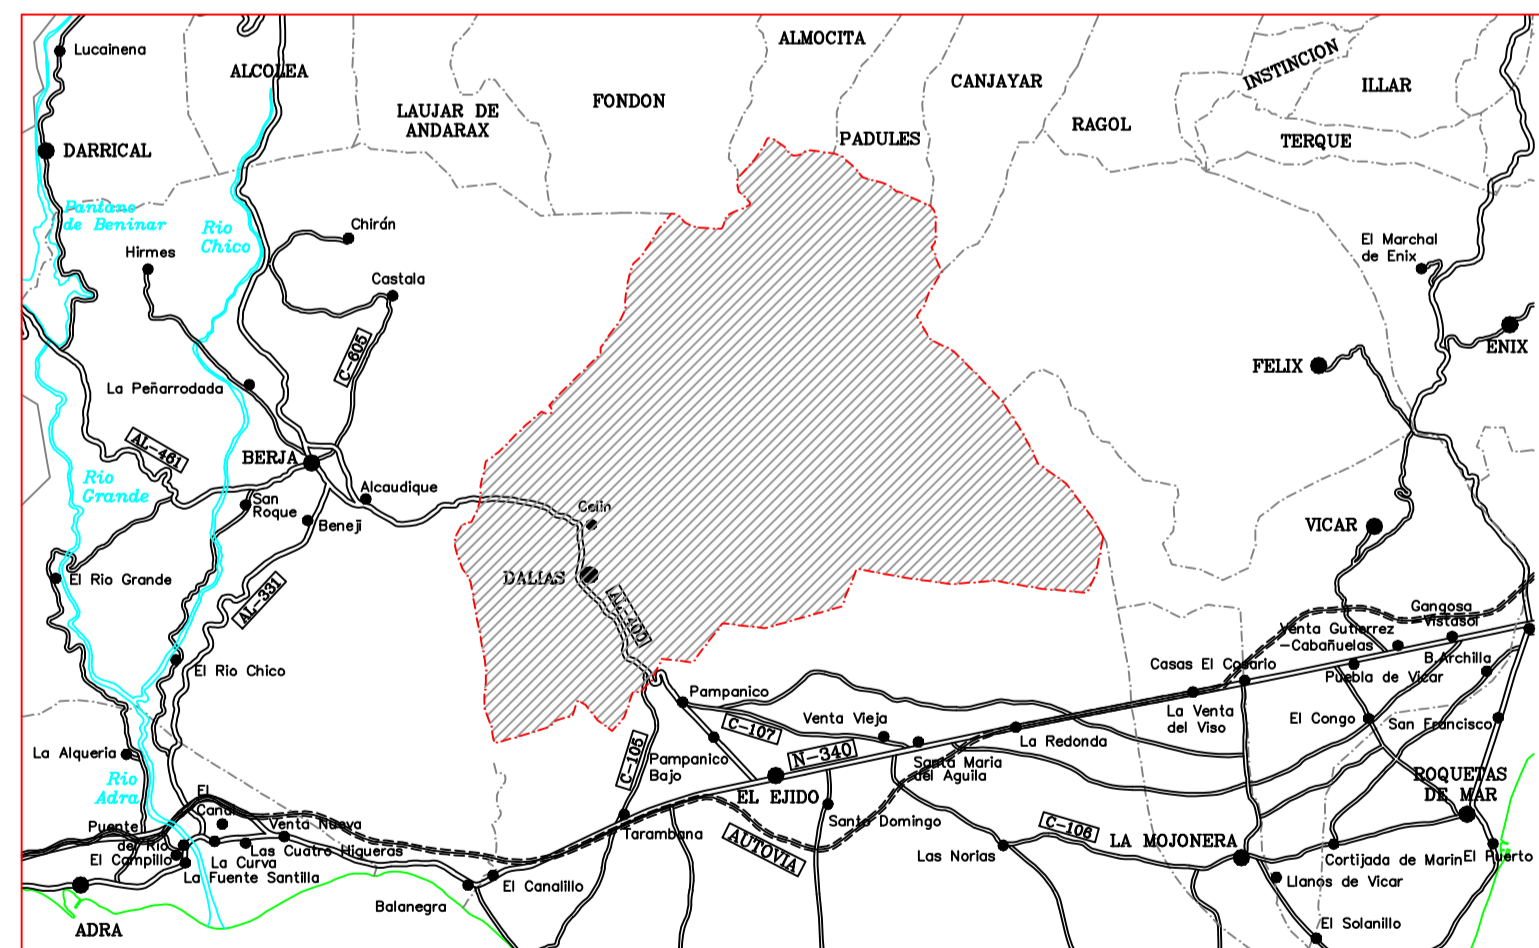 Lucainena
ALCOLEA
LAUJAR DE
ANDARAX
FONDON
ALMOCITA
PADULES
CANJAYAR
RAGOL
INSTINCION
ILLAR
TERQUE
DARRICAL
Pantano
de Beninar
Rio
Chico
Hirmes
Chirán
Castala
C-605
El Marchal
de Enix
ENIX
FELIX
La Peñarrodada
AL-461
BERJA
Rio
Grande
San
Roque
Beneji
Alcaudique
Celin
DALIAS
AL-400
VICAR
El Rio Grande
AL-331
El Rio Chico
Pampanico
C-107
Venta Vieja
Pampanico
Bajo
C-105
N-340
EL EJIDO
Santa Maria
del Aguila
La Redonda
Casas El Cosario
La Venta
del Viso
Venta Gutierrez
-Cabañuelas
Gangosa
Vistasol
B.Archilla
Puebla de Vicar
El Congo
San Francisco
ROQUETAS
DE MAR
La Alqueria
Rio
Adra
El
Canal
Puente
del Rio
El Campillo
La Curva
La Fuente Santilla
Venta Nueva
Las Cuatro Higueras
ADRA
Balanegra
El Canalillo
Tarambana
AUTOVIA
Santo Domingo
Las Norias
C-106
LA MOJONERA
Cortijada de Marin
El Puerto
Llanos de Vicar
El Solanillo